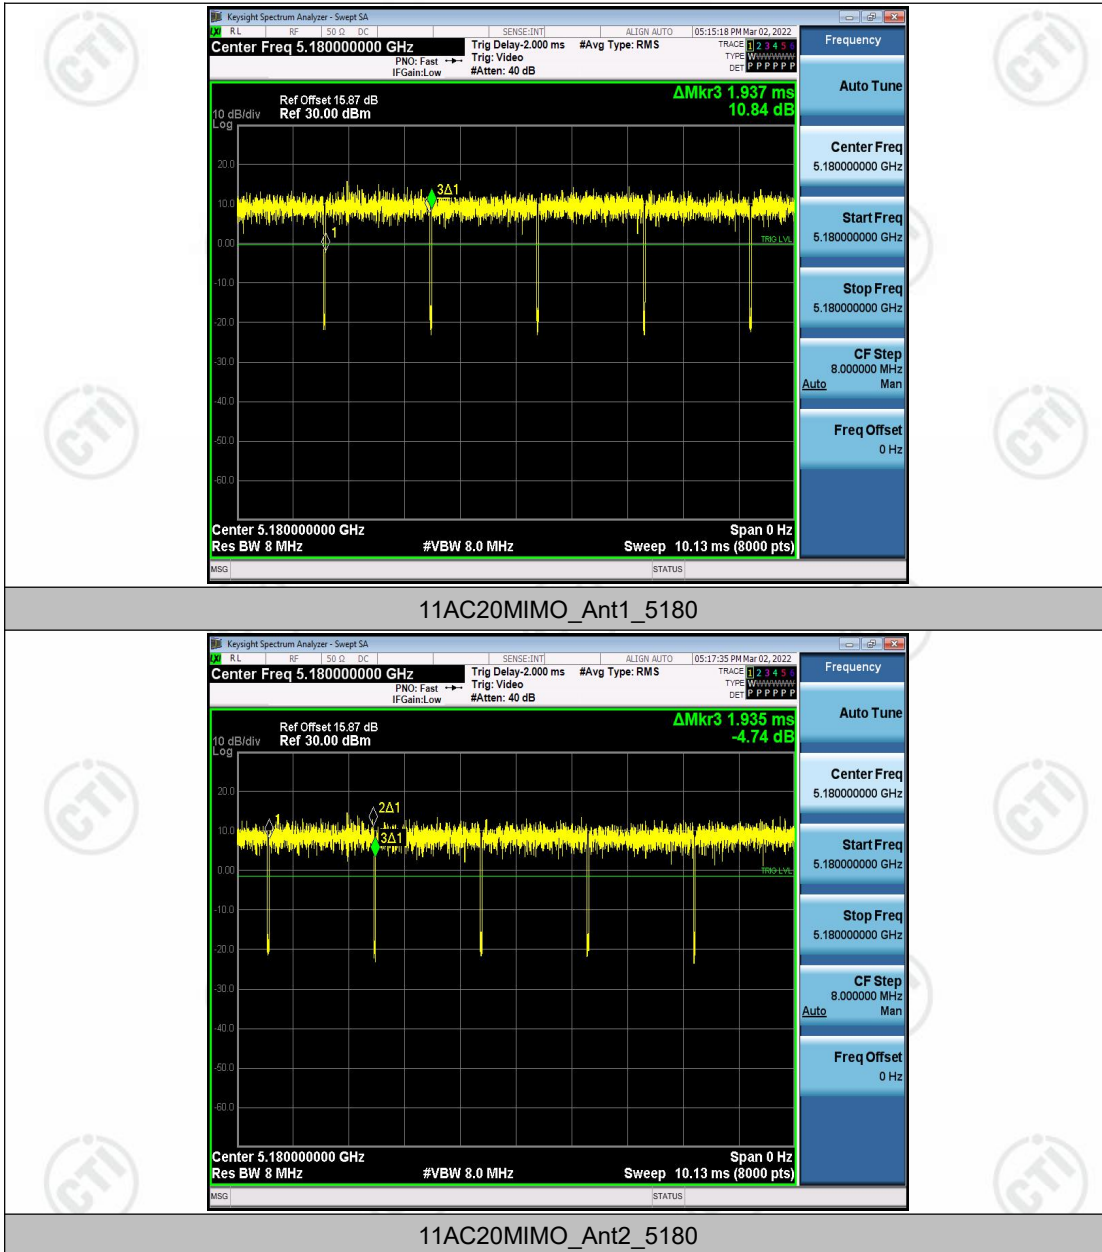 Keysight Spectrum Analyzer - Swept SA
LXI RL RF 50 Ω DC SENSE:INT ALIGN AUTO 05:15:18 PM Mar 02, 2022
Center Freq 5.180000000 GHz Trig Delay-2.000 ms #Avg Type: RMS TRACE 1 2 3 4 5 6 Frequency
PNO: Fast Trig: Video TYPE W
IFGain:Low #Atten: 40 dB DET P P P P P P
Auto Tune
ΔMkr3 1.937 ms
Ref Offset 15.87 dB
10 dB/div Ref 30.00 dBm 10.84 dB
Log
Center Freq
5.180000000 GHz
20.0
3Δ1
10.0
Start Freq
5.180000000 GHz
1
0.00
TRIG LVL
-10.0
Stop Freq
5.180000000 GHz
-20.0
-30.0
CF Step
8.000000 MHz
Auto Man
-40.0
-50.0
Freq Offset
0 Hz
-60.0
Center 5.180000000 GHz Span 0 Hz
Res BW 8 MHz #VBW 8.0 MHz Sweep 10.13 ms (8000 pts)
MSG STATUS
11AC20MIMO_Ant1_5180
Keysight Spectrum Analyzer - Swept SA
LXI RL RF 50 Ω DC SENSE:INT ALIGN AUTO 05:17:35 PM Mar 02, 2022
Center Freq 5.180000000 GHz Trig Delay-2.000 ms #Avg Type: RMS TRACE 1 2 3 4 5 6 Frequency
PNO: Fast Trig: Video TYPE W
IFGain:Low #Atten: 40 dB DET P P P P P P
Auto Tune
ΔMkr3 1.935 ms
Ref Offset 15.87 dB
10 dB/div Ref 30.00 dBm -4.74 dB
Log
Center Freq
5.180000000 GHz
20.0
2Δ1
1
10.0
3Δ1
Start Freq
5.180000000 GHz
0.00
TRIG LVL
-10.0
Stop Freq
5.180000000 GHz
-20.0
-30.0
CF Step
8.000000 MHz
Auto Man
-40.0
-50.0
Freq Offset
0 Hz
-60.0
Center 5.180000000 GHz Span 0 Hz
Res BW 8 MHz #VBW 8.0 MHz Sweep 10.13 ms (8000 pts)
MSG STATUS
11AC20MIMO_Ant2_5180
CTI
CTI
CTI
CTI
CTI
CTI
CTI
CTI